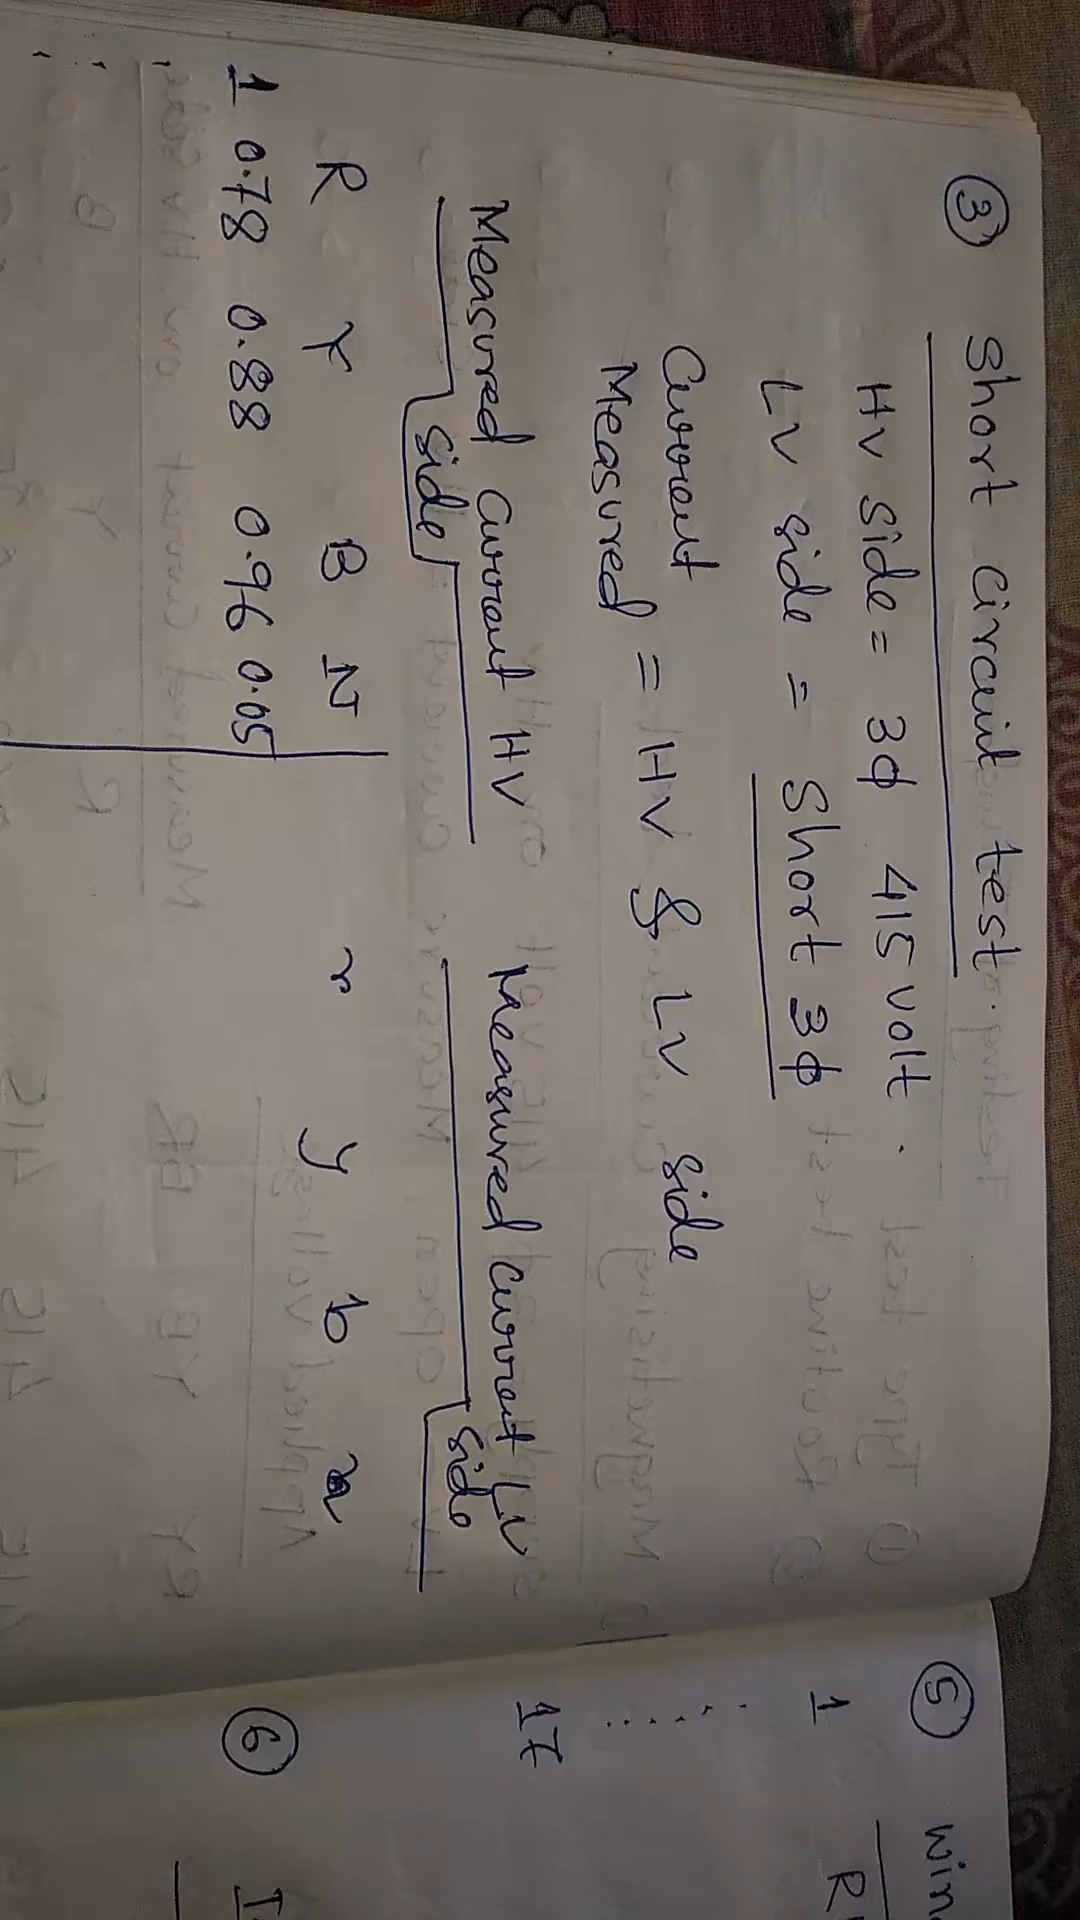 ③ Short Circuit test.
HV Side = 3ϕ 415 volt.
LV side = Short 3ϕ
Current
Measured = HV & LV side
Measured Current HV
side
Measured Current LV
side
R Y B N
r y b n
1 0.78 0.88 0.96 0.05
⑤ Win
R
1
17
⑥ I